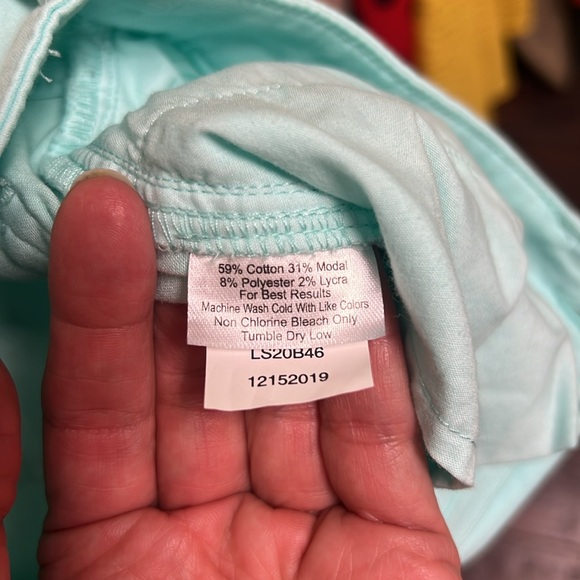 59% Cotton 31% Modal
8% Polyester 2% Lycra
For Best Results
Machine Wash Cold With Like Colors
Non Chlorine Bleach Only
Tumble Dry Low
LS20B46
12152019